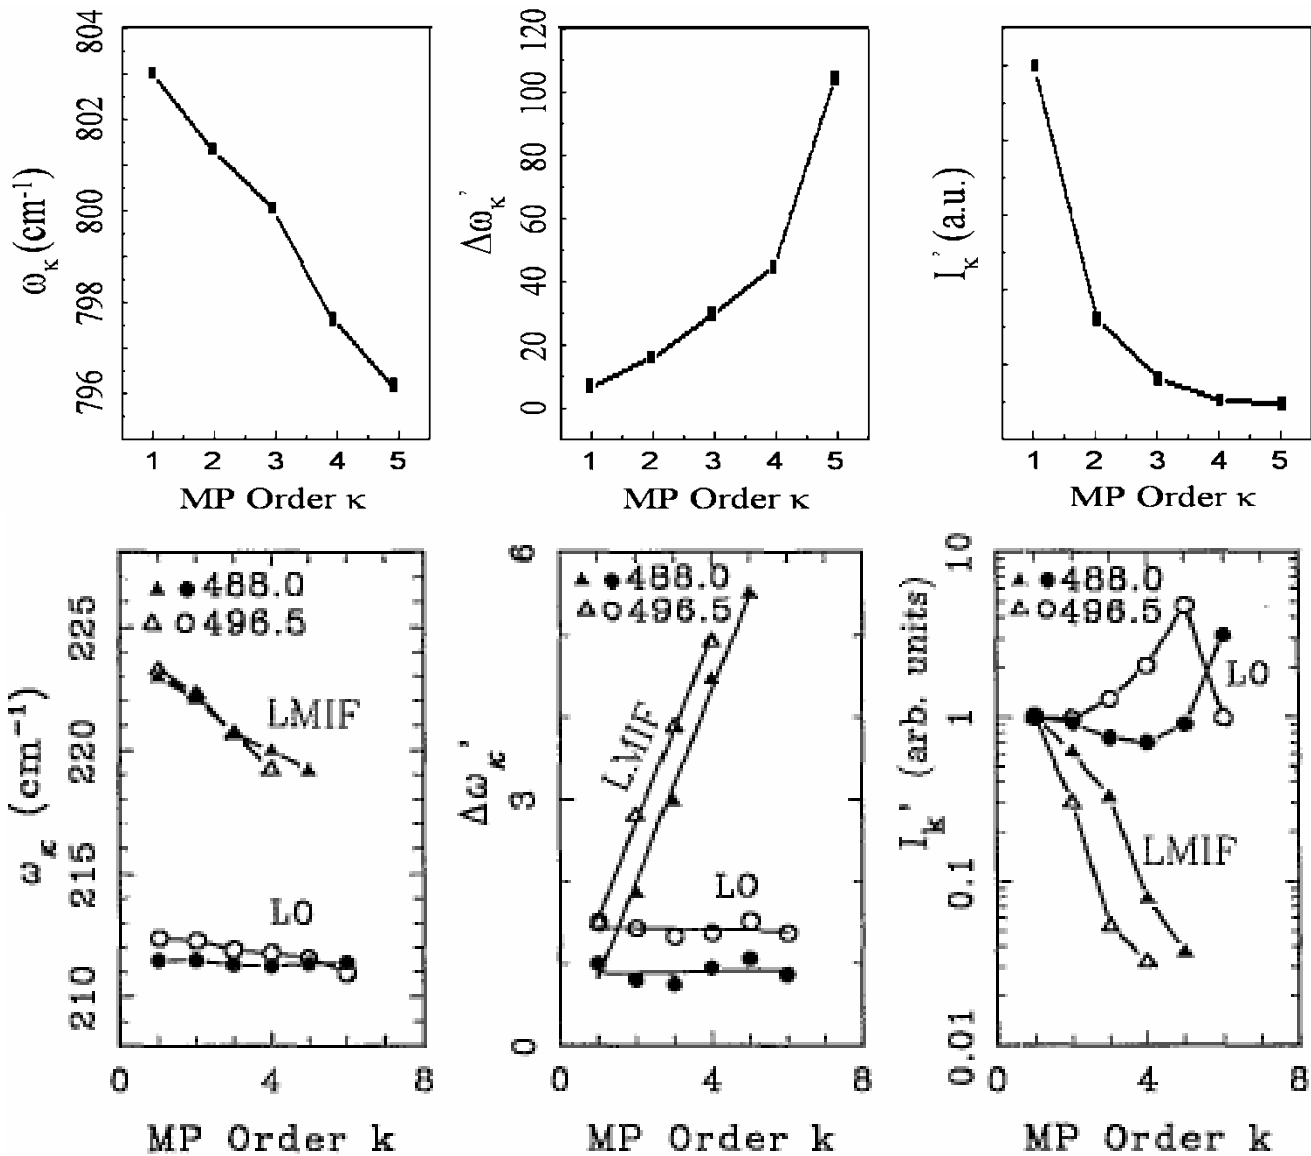 804
802
800
798
796
ω_κ (cm⁻¹)
1 2 3 4 5
MP Order κ
120
100
80
60
40
20
0
Δω_κ’
1 2 3 4 5
MP Order κ
I_κ’ (a.u.)
1 2 3 4 5
MP Order κ
225
220
215
210
ω_κ (cm⁻¹)
488.0
496.5
LMIF
LO
0 4 8
MP Order k
6
3
0
Δω_κ’
488.0
496.5
LMIF
LO
0 4 8
MP Order k
10
1
0.1
0.01
I_k’ (arb. units)
488.0
496.5
LO
LMIF
0 4 8
MP Order k